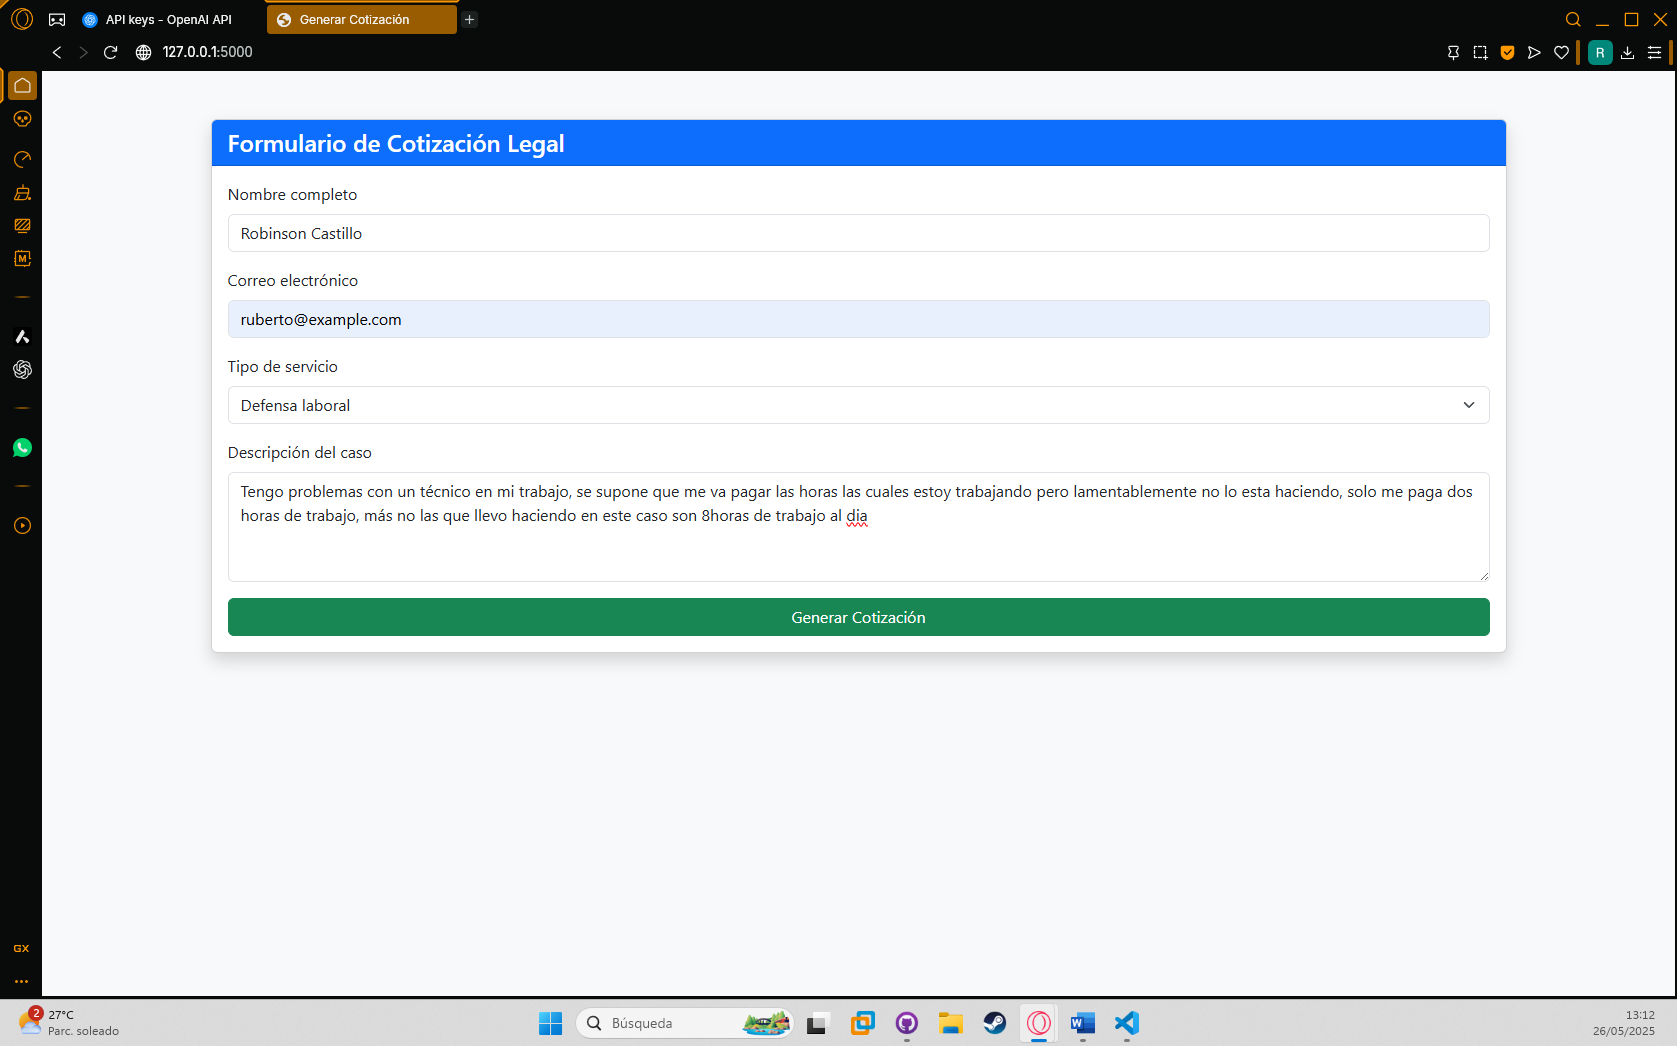 API keys - OpenAI API
Generar Cotización
127.0.0.1:5000
R
M
Formulario de Cotización Legal
Nombre completo
Robinson Castillo
Correo electrónico
ruberto@example.com
Tipo de servicio
Defensa laboral
Descripción del caso
Tengo problemas con un técnico en mi trabajo, se supone que me va pagar las horas las cuales estoy trabajando pero lamentablemente no lo esta haciendo, solo me paga dos
horas de trabajo, más no las que llevo haciendo en este caso son 8horas de trabajo al dia
Generar Cotización
GX
2
27°C
Parc. soleado
Búsqueda
W
13:12
26/05/2025